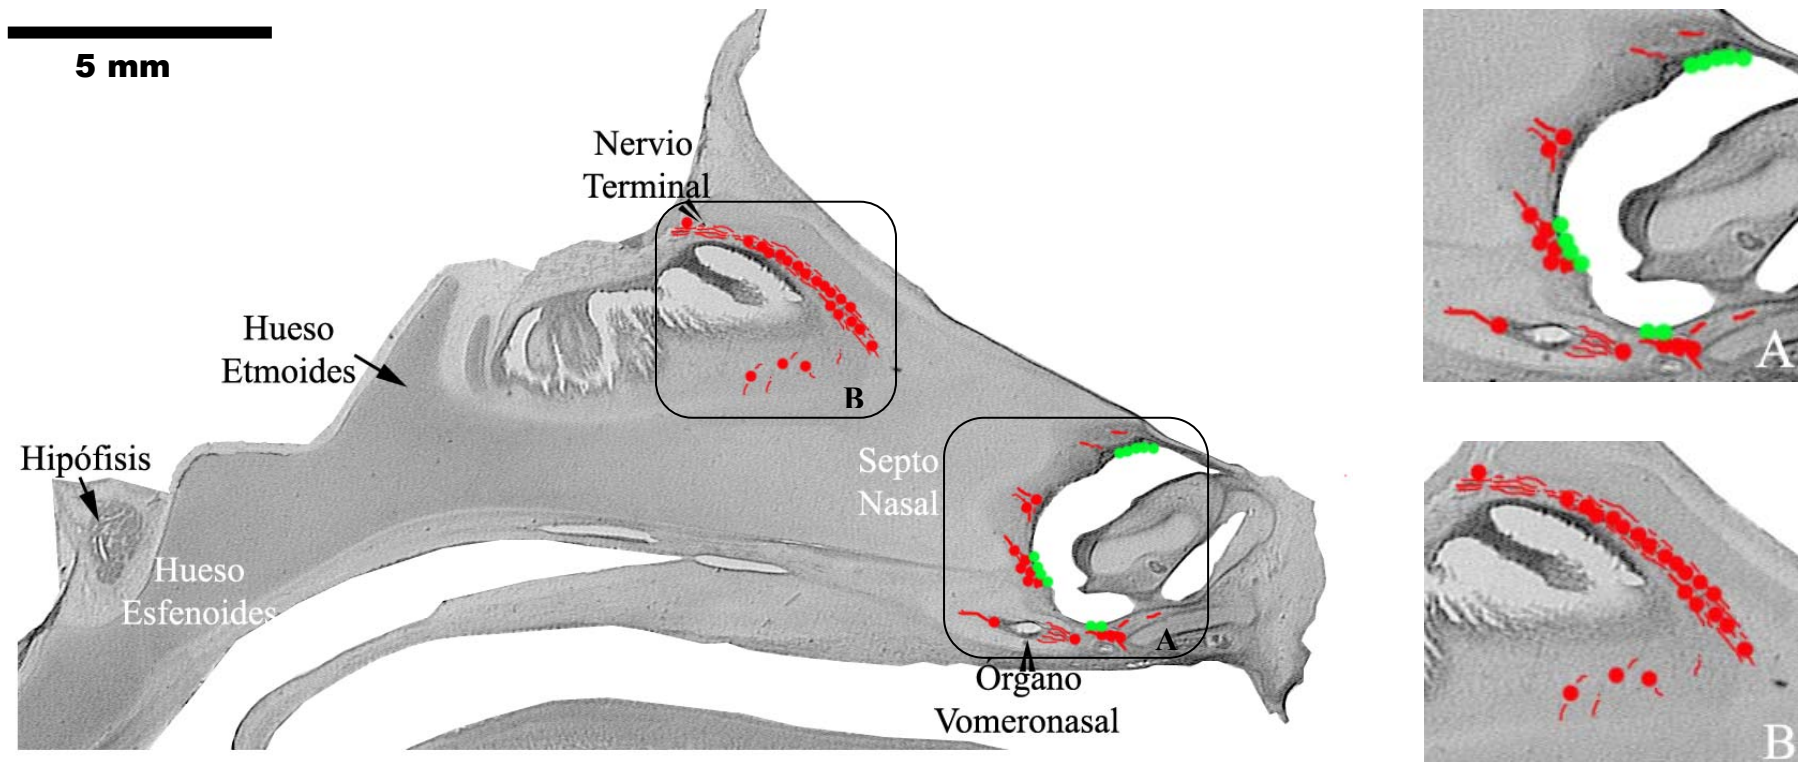 5 mm
Nervio
Terminal
Hueso
Etmoides
B
Hipófisis
Septo
Nasal
Hueso
Esfenoides
A
Órgano
Vomeronasal
A
B